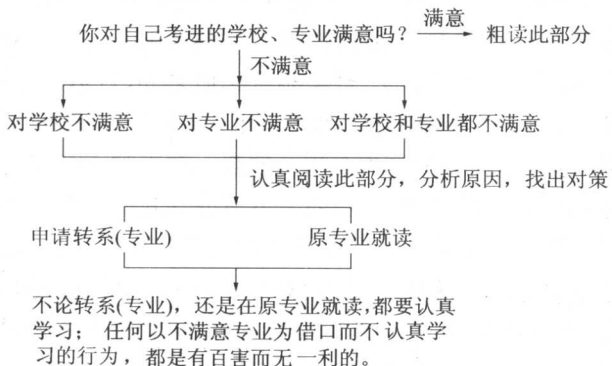 你对自己考进的学校、专业满意吗? 满意 粗读此部分
不满意
对学校不满意 对专业不满意 对学校和专业都不满意
认真阅读此部分，分析原因，找出对策
申请转系(专业) 原专业就读
不论转系(专业)，还是在原专业就读,都要认真
学习；任何以不满意专业为借口而不认真学
习的行为，都是有百害而无一利的。